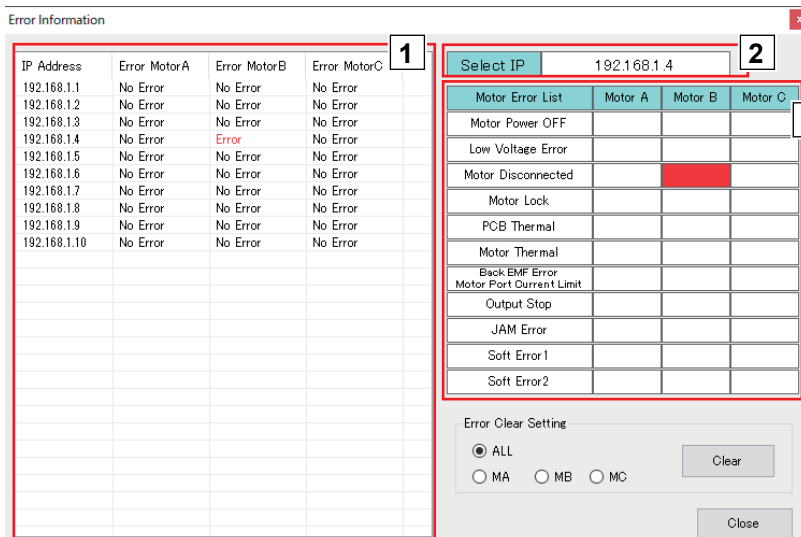 Error Information
1
IP Address Error MotorA Error MotorB Error MotorC
192.168.1.1 No Error No Error No Error
192.168.1.2 No Error No Error No Error
192.168.1.3 No Error No Error No Error
192.168.1.4 No Error Error No Error
192.168.1.5 No Error No Error No Error
192.168.1.6 No Error No Error No Error
192.168.1.7 No Error No Error No Error
192.168.1.8 No Error No Error No Error
192.168.1.9 No Error No Error No Error
192.168.1.10 No Error No Error No Error
Select IP 192.168.1.4
2
Motor Error List Motor A Motor B Motor C
Motor Power OFF
Low Voltage Error
Motor Disconnected
Motor Lock
PCB Thermal
Motor Thermal
Back EMF Error
Motor Port Current Limit
Output Stop
JAM Error
Soft Error1
Soft Error2
Error Clear Setting
ALL
MA MB MC
Clear
Close